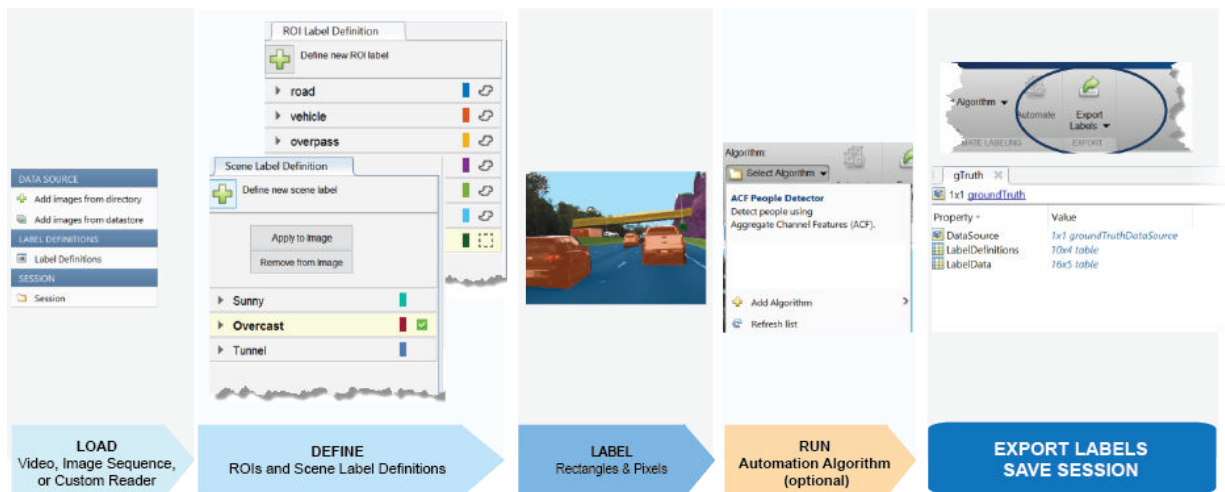 DATA SOURCE
Add images from directory
Add images from datastore
LABEL DEFINITIONS
Label Definitions
SESSION
Session
LOAD
Video, Image Sequence,
or Custom Reader
ROI Label Definition
Define new ROI label
road
vehicle
overpass
Scene Label Definition
Define new scene label
Apply to Image
Remove from Image
Sunny
Overcast
Tunnel
DEFINE
ROIs and Scene Label Definitions
LABEL
Rectangles & Pixels
Algorithm:
Select Algorithm
ACF People Detector
Detect people using
Aggregate Channel Features (ACF).
Add Algorithm
Refresh list
RUN
Automation Algorithm
(optional)
Algorithm
Automate
Export
Labels
MATE LABELING
EXPORT
gTruth
1x1 groundTruth
Property Value
DataSource 1x1 groundTruthDataSource
LabelDefinitions 10x4 table
LabelData 16x5 table
EXPORT LABELS
SAVE SESSION